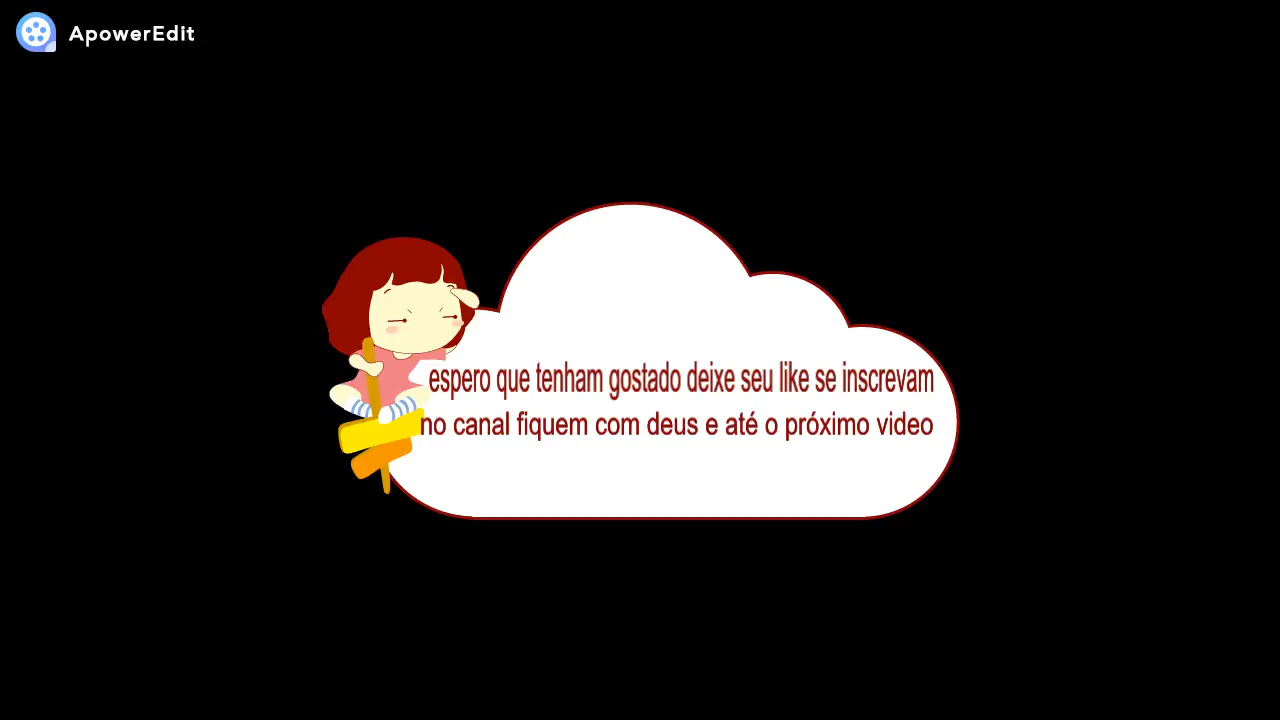 ApowerEdit
espero que tenham gostado deixe seu like se inscrevam
no canal fiquem com deus e até o próximo video